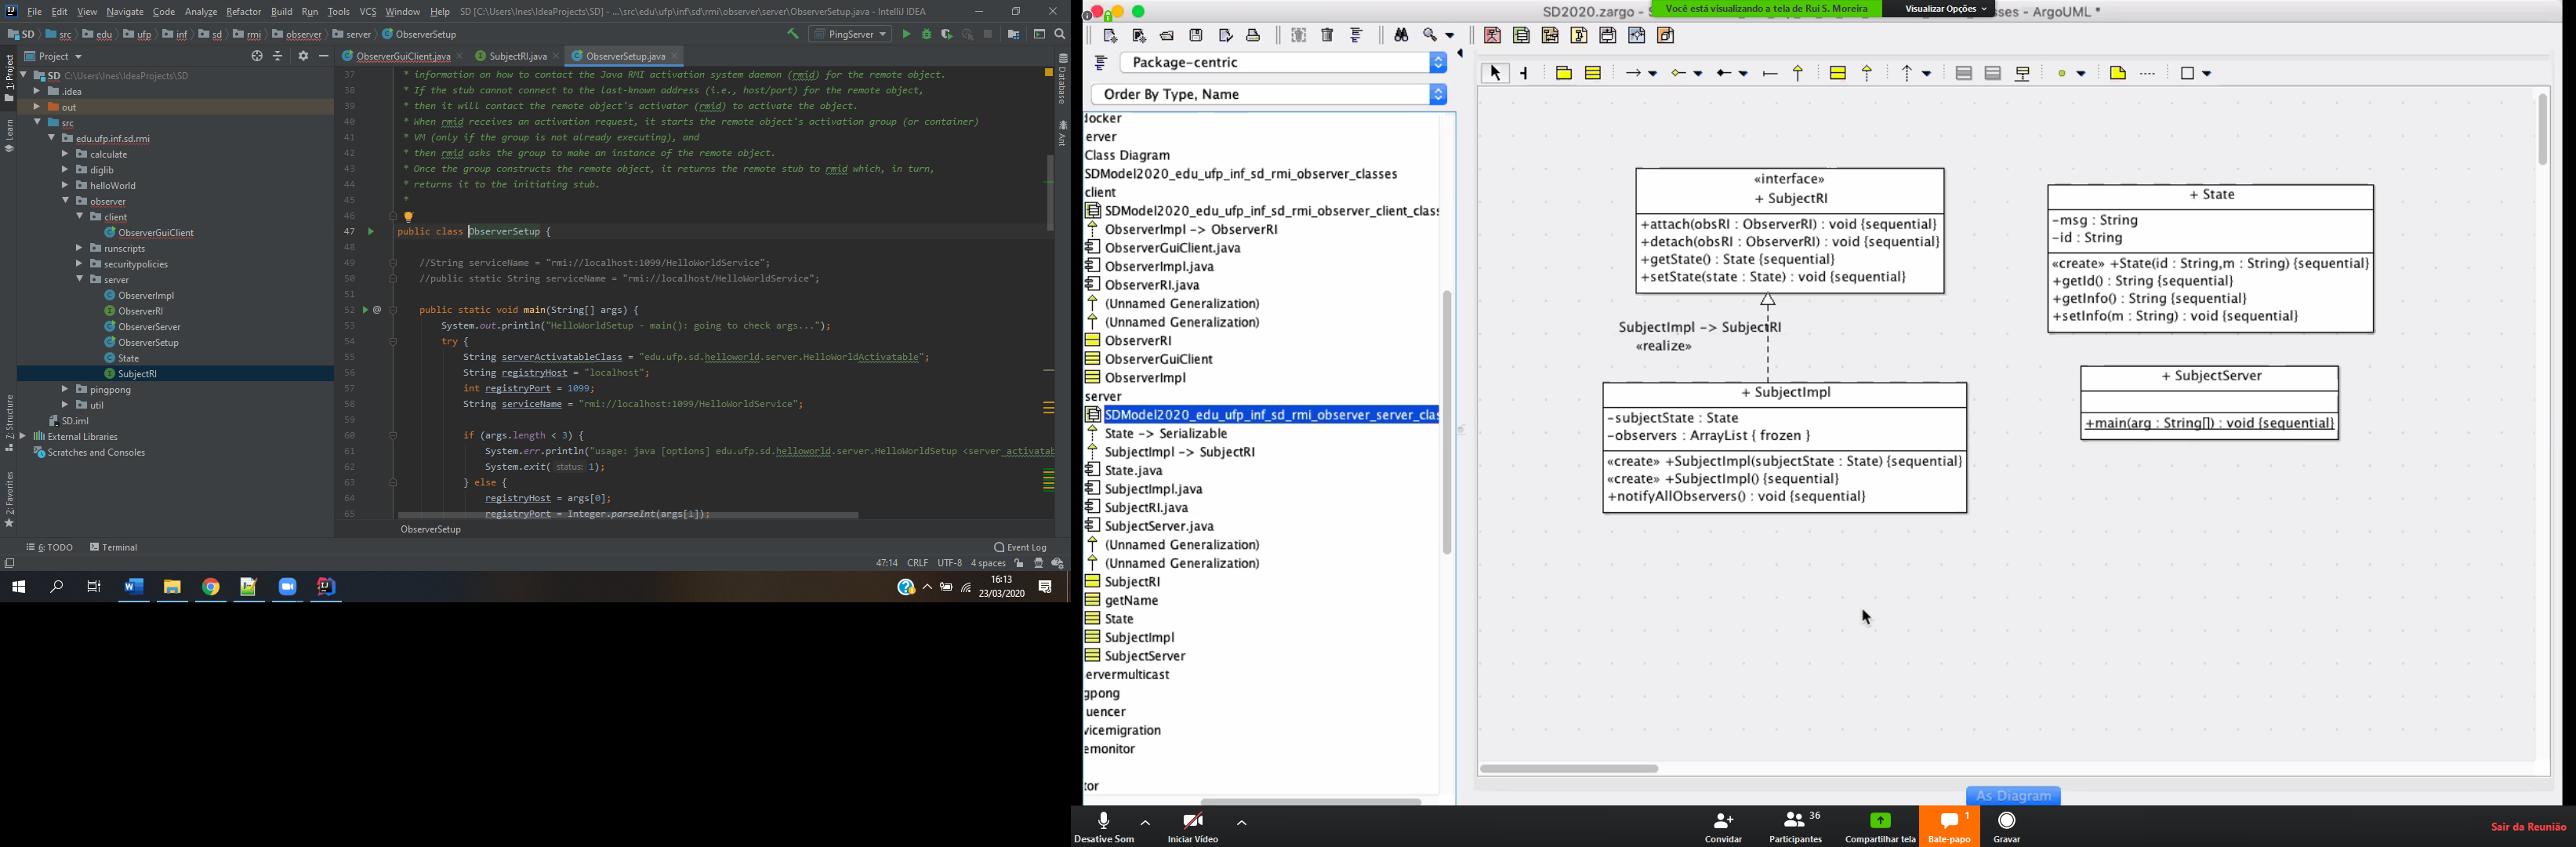 File Edit View Navigate Code Analyze Refactor Build Run Tools VCS Window Help SD [C:\Users\Ines\IdeaProjects\SD] - ...\src\edu\ufp\inf\sd\rmi\observer\server\ObserverSetup.java - IntelliJ IDEA
SD src edu ufp inf sd rmi observer server ObserverSetup
PingServer
Project
ObserverGuiClient.java SubjectRI.java ObserverSetup.java
1: Project
Learn
7: Structure
2: Favorites
Database
Ant
SD C:\Users\Ines\IdeaProjects\SD
.idea
out
src
edu.ufp.inf.sd.rmi
calculate
diglib
helloWorld
observer
client
ObserverGuiClient
runscripts
securitypolicies
server
ObserverImpl
ObserverRI
ObserverServer
ObserverSetup
State
SubjectRI
pingpong
util
SD.iml
External Libraries
Scratches and Consoles
37 * information on how to contact the Java RMI activation system daemon (rmid) for the remote object.
38 * If the stub cannot connect to the last-known address (i.e., host/port) for the remote object,
39 * then it will contact the remote object's activator (rmid) to activate the object.
40 * When rmid receives an activation request, it starts the remote object's activation group (or container)
41 * VM (only if the group is not already executing), and
42 * then rmid asks the group to make an instance of the remote object.
43 * Once the group constructs the remote object, it returns the remote stub to rmid which, in turn,
44 * returns it to the initiating stub.
45 *
46
47 public class ObserverSetup {
48
49 //String serviceName = "rmi://localhost:1099/HelloWorldService";
50 //public static String serviceName = "rmi://localhost/HelloWorldService";
51
52 @ public static void main(String[] args) {
53 System.out.println("HelloWorldSetup - main(): going to check args...");
54 try {
55 String serverActivatableClass = "edu.ufp.sd.helloworld.server.HelloWorldActivatable";
56 String registryHost = "localhost";
57 int registryPort = 1099;
58 String serviceName = "rmi://localhost:1099/HelloWorldService";
59
60 if (args.length < 3) {
61 System.err.println("usage: java [options] edu.ufp.sd.helloworld.server.HelloWorldSetup <server_activatab
62 System.exit( status: 1);
63 } else {
64 registryHost = args[0];
65 registryPort = Integer.parseInt(args[1]);
ObserverSetup
6: TODO Terminal Event Log
47:14 CRLF UTF-8 4 spaces
16:13
23/03/2020
SD2020.zargo - S
Você está visualizando a tela de Rui S. Moreira
Visualizar Opções
sses - ArgoUML *
Package-centric
Order By Type, Name
docker
erver
Class Diagram
SDModel2020_edu_ufp_inf_sd_rmi_observer_classes
client
SDModel2020_edu_ufp_inf_sd_rmi_observer_client_class
ObserverImpl -> ObserverRI
ObserverGuiClient.java
ObserverImpl.java
ObserverRI.java
(Unnamed Generalization)
(Unnamed Generalization)
ObserverRI
ObserverGuiClient
ObserverImpl
server
SDModel2020_edu_ufp_inf_sd_rmi_observer_server_clas
State -> Serializable
SubjectImpl -> SubjectRI
State.java
SubjectImpl.java
SubjectRI.java
SubjectServer.java
(Unnamed Generalization)
(Unnamed Generalization)
SubjectRI
getName
State
SubjectImpl
SubjectServer
ervermulticast
gpong
uencer
vicemigration
emonitor
tor
«interface»
+ SubjectRI
+attach(obsRI : ObserverRI) : void {sequential}
+detach(obsRI : ObserverRI) : void {sequential}
+getState() : State {sequential}
+setState(state : State) : void {sequential}
SubjectImpl -> SubjectRI
«realize»
+ SubjectImpl
-subjectState : State
-observers : ArrayList { frozen }
«create» +SubjectImpl(subjectState : State) {sequential}
«create» +SubjectImpl() {sequential}
+notifyAllObservers() : void {sequential}
+ State
-msg : String
-id : String
«create» +State(id : String,m : String) {sequential}
+getId() : String {sequential}
+getInfo() : String {sequential}
+setInfo(m : String) : void {sequential}
+ SubjectServer
+main(arg : String[]) : void {sequential}
As Diagram
Desative Som
Iniciar Vídeo
Convidar
36
Participantes
Compartilhar tela
1
Bate-papo
Gravar
Sair da Reunião